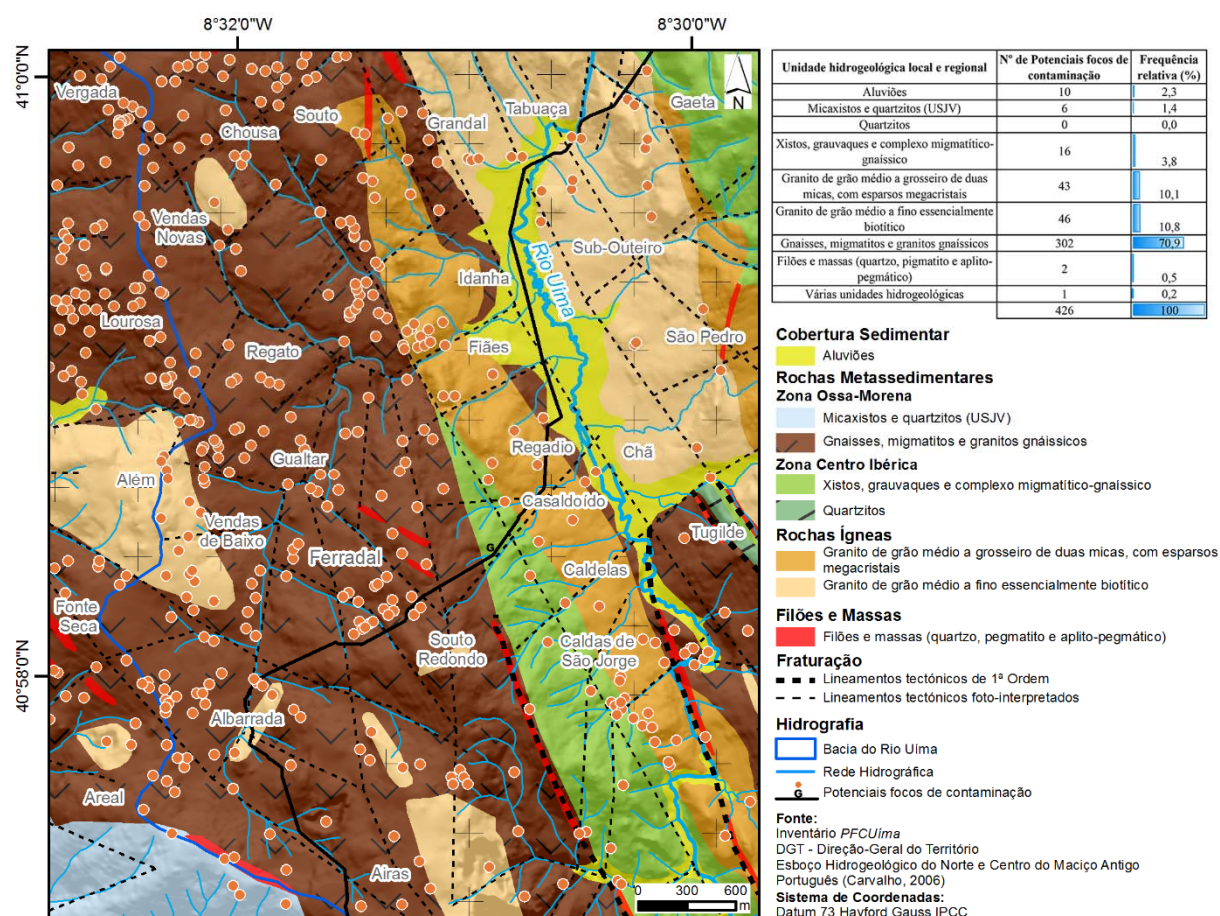 8°32'0"W
8°30'0"W
41°0'0"N
40°58'0"N
Vergada
Chousa
Souto
Grandal
Tabuaça
Gaeta
N
Vendas
Novas
Sub-Outeiro
Idanha
Rio Uíma
Lourosa
Regato
Fiães
São Pedro
Regadio
Chã
Gualtar
Além
Casaldoído
Vendas
de Baixo
Ferradal
G
Tugilde
Caldelas
Fonte
Seca
Souto
Redondo
Caldas de
São Jorge
Albarrada
Areal
Airas
0 300 600
m
Unidade hidrogeológica local e regional Nº de Potenciais focos de contaminação Frequência relativa (%)
Aluviões 10 2,3
Micaxistos e quartzitos (USJV) 6 1,4
Quartzitos 0 0,0
Xistos, grauvaques e complexo migmatítico-
gnaíssico 16 3,8
Granito de grão médio a grosseiro de duas
micas, com esparsos megacristais 43 10,1
Granito de grão médio a fino essencialmente
biotítico 46 10,8
Gnaisses, migmatitos e granitos gnaíssicos 302 70,9
Filões e massas (quartzo, pigmatito e aplito-
pegmático) 2 0,5
Várias unidades hidrogeológicas 1 0,2
426 100
Cobertura Sedimentar
Aluviões
Rochas Metassedimentares
Zona Ossa-Morena
Micaxistos e quartzitos (USJV)
Gnaisses, migmatitos e granitos gnáissicos
Zona Centro Ibérica
Xistos, grauvaques e complexo migmatítico-gnaissico
Quartzitos
Rochas Ígneas
Granito de grão médio a grosseiro de duas micas, com esparsos
megacristais
Granito de grão médio a fino essencialmente biotítico
Filões e Massas
Filões e massas (quartzo, pegmatito e aplito-pegmático)
Fraturação
Lineamentos tectónicos de 1ª Ordem
Lineamentos tectónicos foto-interpretados
Hidrografia
Bacia do Rio Uíma
Rede Hidrográfica
G Potenciais focos de contaminação
Fonte:
Inventário PFCUíma
DGT - Direção-Geral do Território
Esboço Hidrogeológico do Norte e Centro do Maciço Antigo
Português (Carvalho, 2006)
Sistema de Coordenadas:
Datum 73 Hayford Gauss IPCC